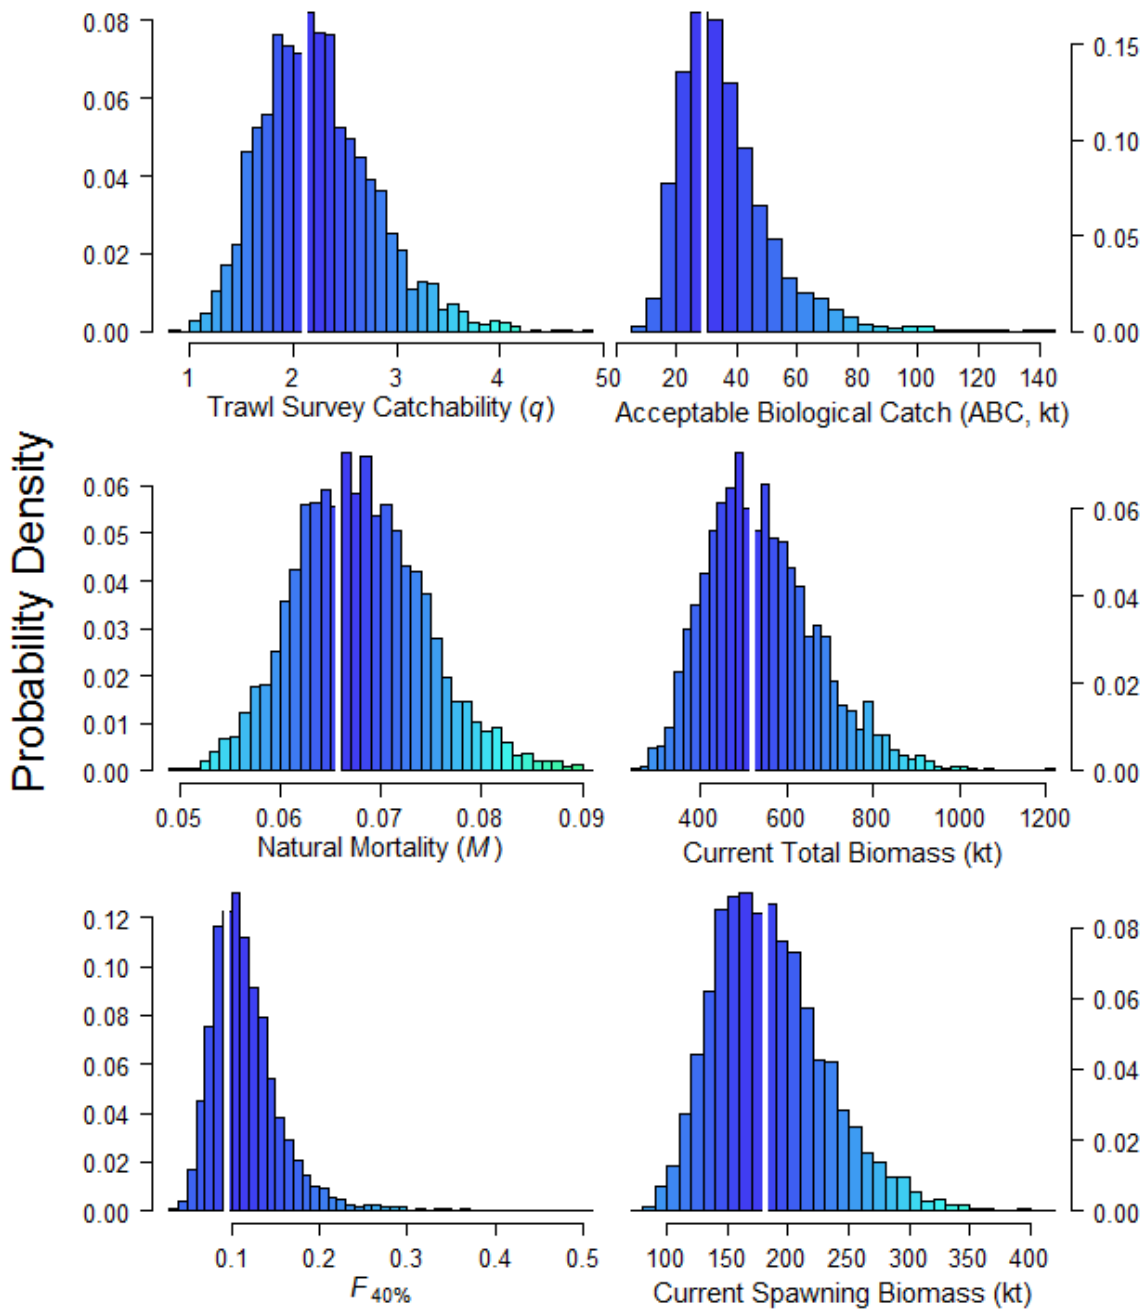 Probability Density
0.08
0.06
0.04
0.02
0.00
1 2 3 4 5
Trawl Survey Catchability (q)
0.15
0.10
0.05
0.00
0 20 40 60 80 100 120 140
Acceptable Biological Catch (ABC, kt)
0.06
0.05
0.04
0.03
0.02
0.01
0.00
0.05 0.06 0.07 0.08 0.09
Natural Mortality (M)
0.06
0.04
0.02
0.00
400 600 800 1000 1200
Current Total Biomass (kt)
0.12
0.10
0.08
0.06
0.04
0.02
0.00
0.1 0.2 0.3 0.4 0.5
F40%
0.08
0.06
0.04
0.02
0.00
100 150 200 250 300 350 400
Current Spawning Biomass (kt)